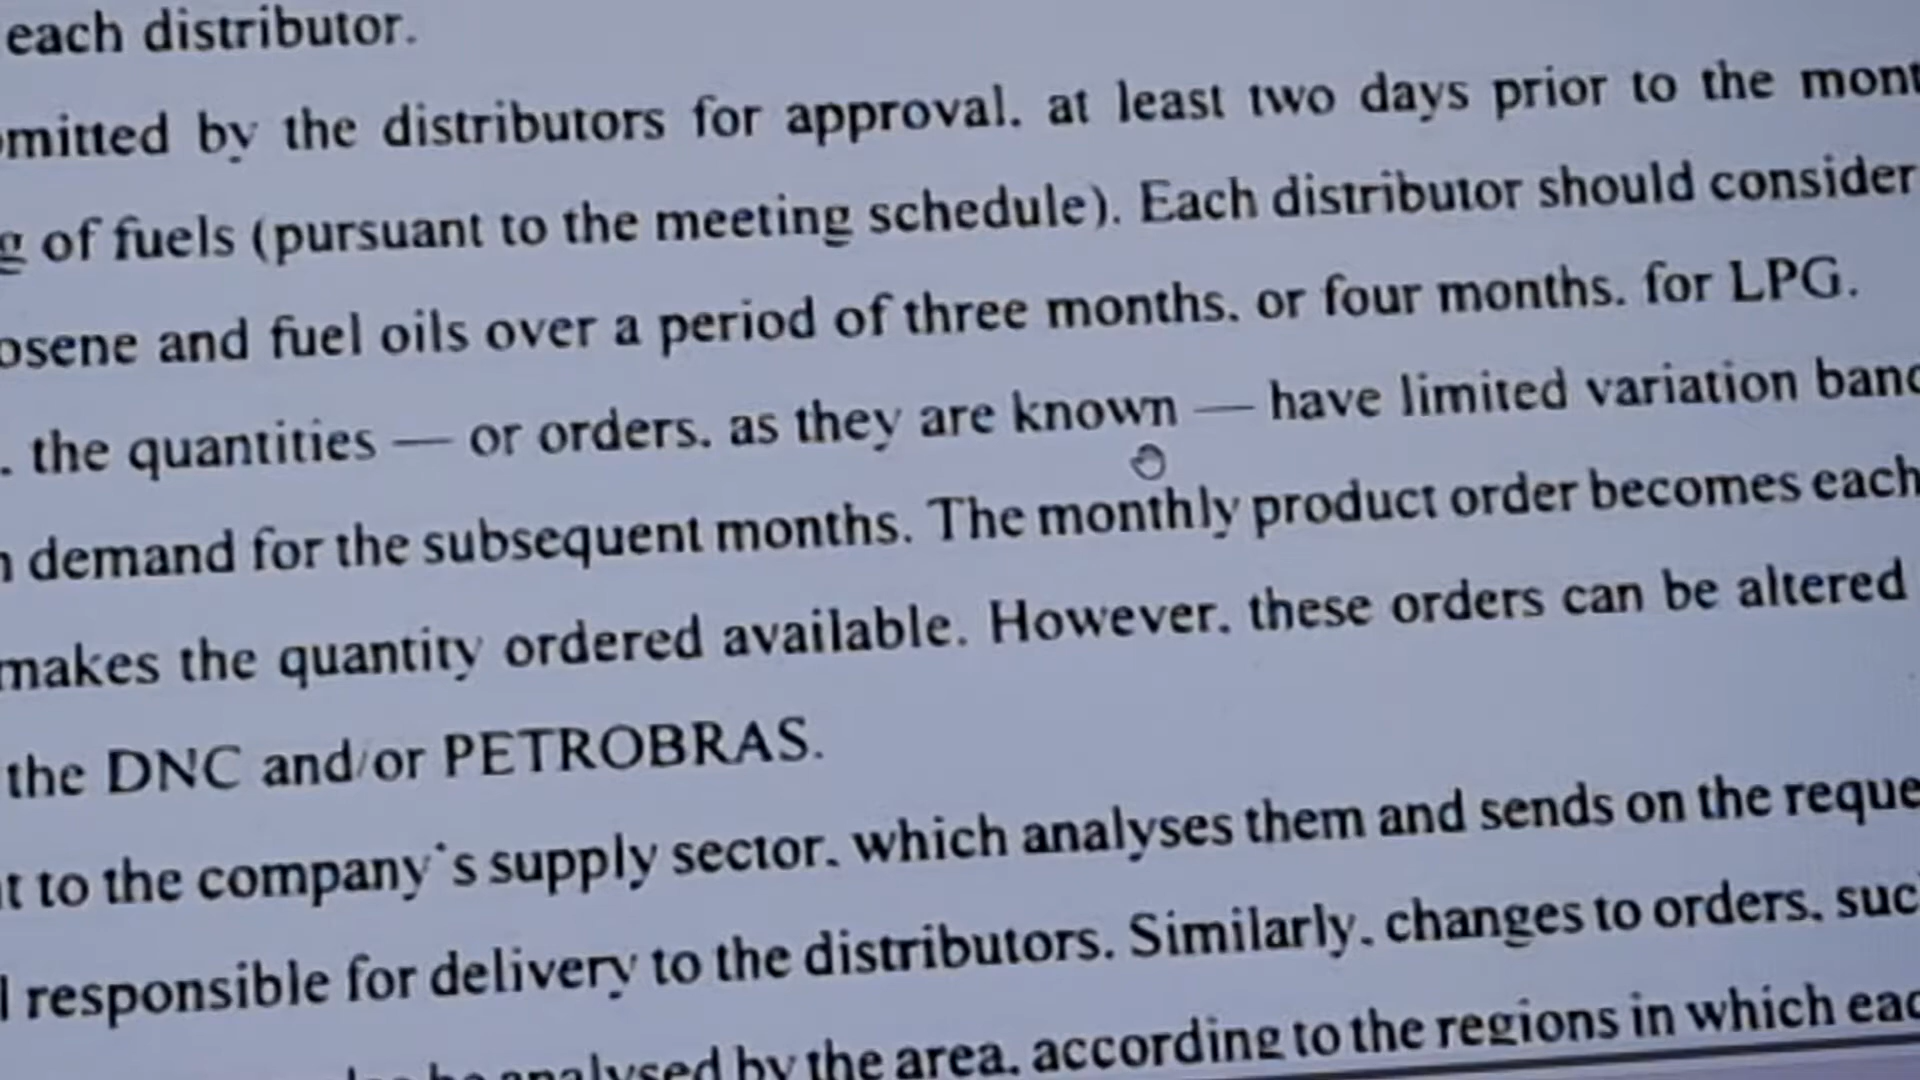 each distributor.
mitted by the distributors for approval. at least two days prior to the mont
g of fuels (pursuant to the meeting schedule). Each distributor should consider
osene and fuel oils over a period of three months. or four months. for LPG.
. the quantities — or orders. as they are known — have limited variation band
demand for the subsequent months. The monthly product order becomes each
makes the quantity ordered available. However. these orders can be altered
the DNC and/or PETROBRAS.
t to the company's supply sector. which analyses them and sends on the reque
l responsible for delivery to the distributors. Similarly. changes to orders. suc
be analysed by the area. according to the regions in which eac